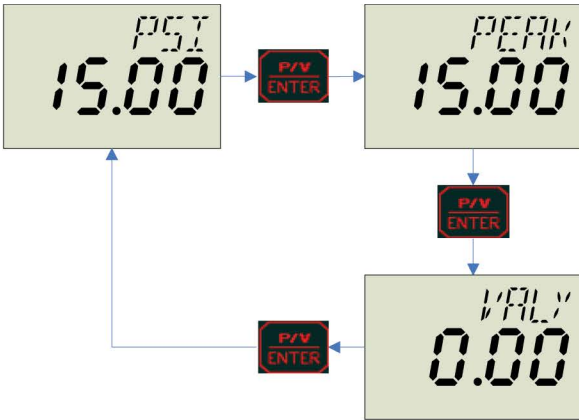 PSI
15.00
P/V
ENTER
PEAK
15.00
P/V
ENTER
VALY
0.00
P/V
ENTER